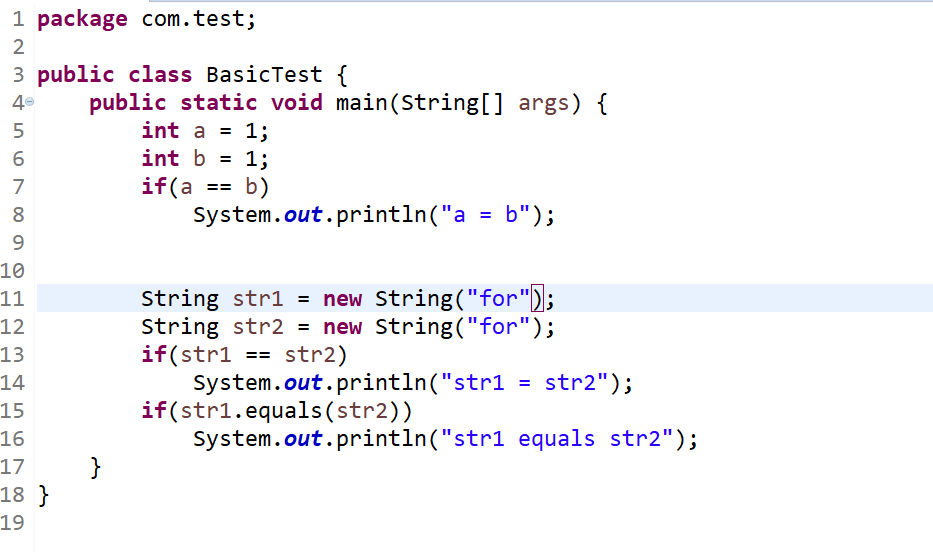 1 package com.test;
2
3 public class BasicTest {
4 public static void main(String[] args) {
5 int a = 1;
6 int b = 1;
7 if(a == b)
8 System.out.println("a = b");
9
10
11 String str1 = new String("for");
12 String str2 = new String("for");
13 if(str1 == str2)
14 System.out.println("str1 = str2");
15 if(str1.equals(str2))
16 System.out.println("str1 equals str2");
17 }
18 }
19